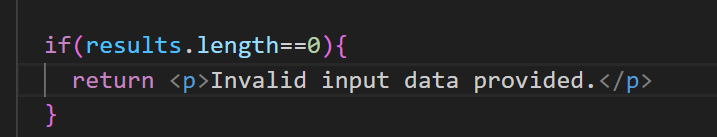 if(results.length==0){
return <p>Invalid input data provided.</p>
}